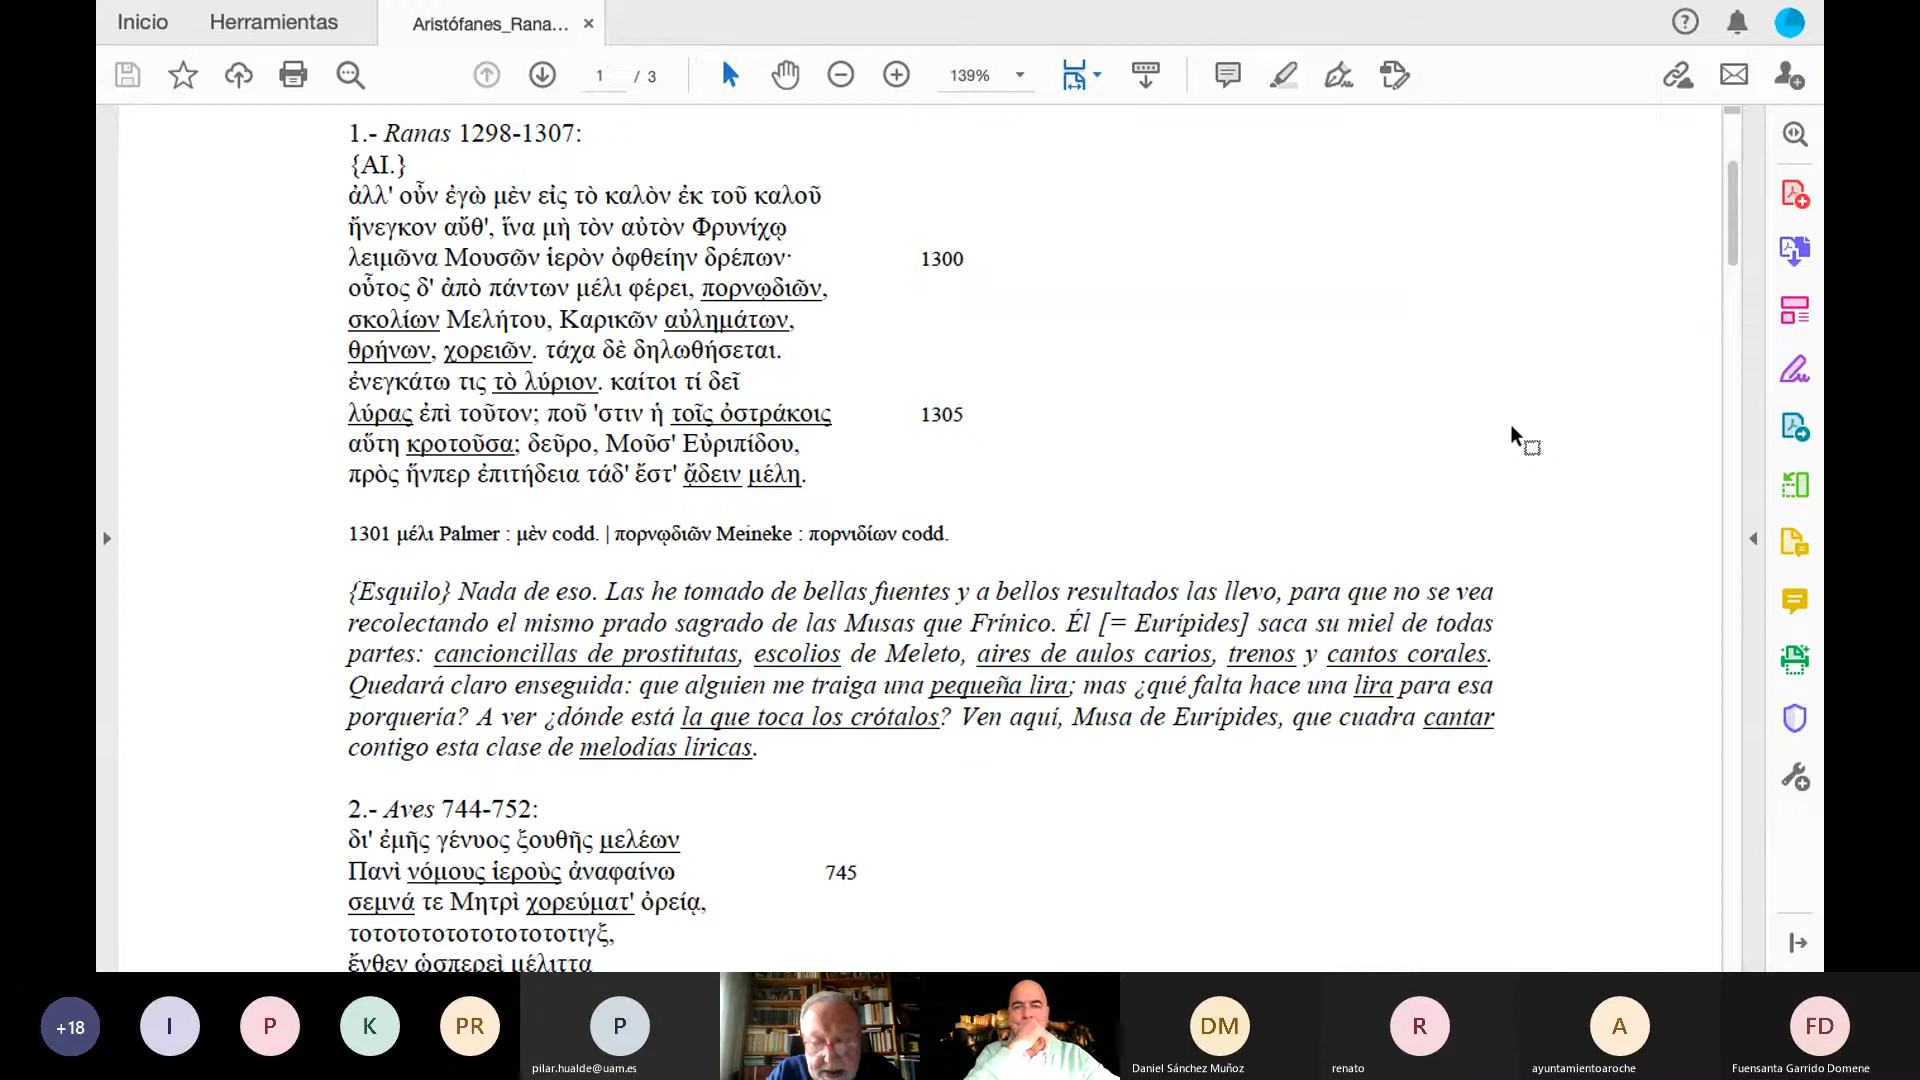 Inicio Herramientas Aristófanes_Rana... ×
1 / 3 139%
1.- Ranas 1298-1307:
{ΑΙ.}
ἀλλ' οὖν ἐγὼ μὲν εἰς τὸ καλὸν ἐκ τοῦ καλοῦ
ἤνεγκον αὔθ', ἵνα μὴ τὸν αὐτὸν Φρυνίχῳ
λειμῶνα Μουσῶν ἱερὸν ὀφθείην δρέπων· 1300
οὗτος δ' ἀπὸ πάντων μέλι φέρει, πορνῳδιῶν,
σκολίων Μελήτου, Καρικῶν αὐλημάτων,
θρήνων, χορειῶν. τάχα δὲ δηλωθήσεται.
ἐνεγκάτω τις τὸ λύριον. καίτοι τί δεῖ
λύρας ἐπὶ τοῦτον; ποῦ 'στιν ἡ τοῖς ὀστράκοις 1305
αὕτη κροτοῦσα; δεῦρο, Μοῦσ' Εὐριπίδου,
πρὸς ἥνπερ ἐπιτήδεια τάδ' ἔστ' ᾄδειν μέλη.
1301 μέλι Palmer : μὲν codd. | πορνῳδιῶν Meineke : πορνιδίων codd.
{Esquilo} Nada de eso. Las he tomado de bellas fuentes y a bellos resultados las llevo, para que no se vea
recolectando el mismo prado sagrado de las Musas que Frínico. Él [= Eurípides] saca su miel de todas
partes: cancioncillas de prostitutas, escolios de Meleto, aires de aulos carios, trenos y cantos corales.
Quedará claro enseguida: que alguien me traiga una pequeña lira; mas ¿qué falta hace una lira para esa
porquería? A ver ¿dónde está la que toca los crótalos? Ven aquí, Musa de Eurípides, que cuadra cantar
contigo esta clase de melodías líricas.
2.- Aves 744-752:
δι' ἐμῆς γένυος ξουθῆς μελέων
Πανὶ νόμους ἱεροὺς ἀναφαίνω 745
σεμνά τε Μητρὶ χορεύματ' ὀρείᾳ,
τοτοτοτοτοτοτοτοτοτιγξ,
ἔνθεν ὡσπερεὶ μέλιττα
+18 I P K PR P DM R A FD
pilar.hualde@uam.es Daniel Sánchez Muñoz renato ayuntamientoaroche Fuensanta Garrido Domene